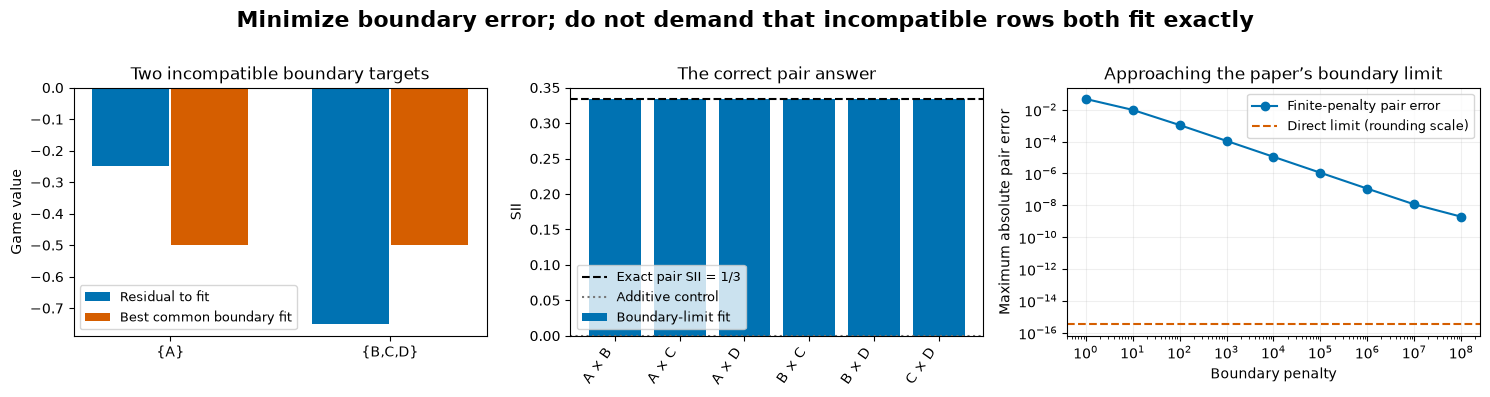 Minimize boundary error; do not demand that incompatible rows both fit exactly
Two incompatible boundary targets
Game value
0.0
−0.1
−0.2
−0.3
−0.4
−0.5
−0.6
−0.7
Residual to fit
Best common boundary fit
{A}
{B,C,D}
The correct pair answer
SII
0.35
0.30
0.25
0.20
0.15
0.10
0.05
0.00
Exact pair SII = 1/3
Additive control
Boundary-limit fit
A × B
A × C
A × D
B × C
B × D
C × D
Approaching the paper’s boundary limit
Maximum absolute pair error
10⁻²
10⁻⁴
10⁻⁶
10⁻⁸
10⁻¹⁰
10⁻¹²
10⁻¹⁴
10⁻¹⁶
Finite-penalty pair error
Direct limit (rounding scale)
10⁰
10¹
10²
10³
10⁴
10⁵
10⁶
10⁷
10⁸
Boundary penalty